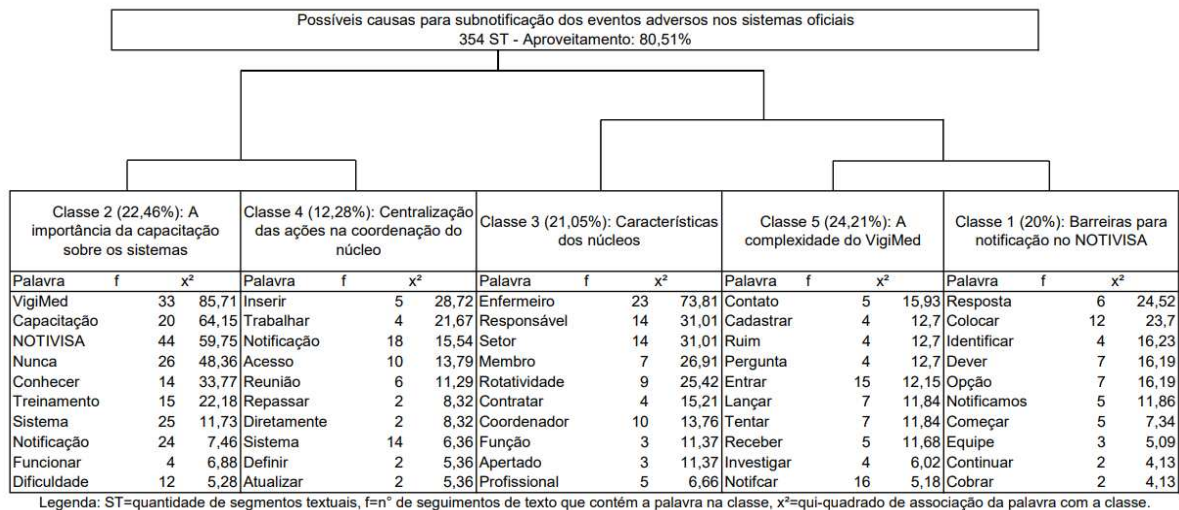 Possíveis causas para subnotificação dos eventos adversos nos sistemas oficiais
354 ST - Aproveitamento: 80,51%
Classe 2 (22,46%): A importância da capacitação sobre os sistemas
Palavra f x²
VigiMed 33 85,71
Capacitação 20 64,15
NOTIVISA 44 59,75
Nunca 26 48,36
Conhecer 14 33,77
Treinamento 15 22,18
Sistema 25 11,73
Notificação 24 7,46
Funcionar 4 6,88
Dificuldade 12 5,28
Classe 4 (12,28%): Centralização das ações na coordenação do núcleo
Palavra f x²
Inserir 5 28,72
Trabalhar 4 21,67
Notificação 18 15,54
Acesso 10 13,79
Reunião 6 11,29
Repassar 2 8,32
Diretamente 2 8,32
Sistema 14 6,36
Definir 2 5,36
Atualizar 2 5,36
Classe 3 (21,05%): Características dos núcleos
Palavra f x²
Enfermeiro 23 73,81
Responsável 14 31,01
Setor 14 31,01
Membro 7 26,91
Rotatividade 9 25,42
Contratar 4 15,21
Coordenador 10 13,76
Função 3 11,37
Apertado 3 11,37
Profissional 5 6,66
Classe 5 (24,21%): A complexidade do VigiMed
Palavra f x²
Contato 5 15,93
Cadastrar 4 12,7
Ruim 4 12,7
Pergunta 4 12,7
Entrar 15 12,15
Lançar 7 11,84
Tentar 7 11,84
Receber 5 11,68
Investigar 4 6,02
Notifcar 16 5,18
Classe 1 (20%): Barreiras para notificação no NOTIVISA
Palavra f x²
Resposta 6 24,52
Colocar 12 23,7
Identificar 4 16,23
Dever 7 16,19
Opção 7 16,19
Notificamos 5 11,86
Começar 5 7,34
Equipe 3 5,09
Continuar 2 4,13
Cobrar 2 4,13
Legenda: ST=quantidade de segmentos textuais, f=n° de seguimentos de texto que contém a palavra na classe, x²=qui-quadrado de associação da palavra com a classe.